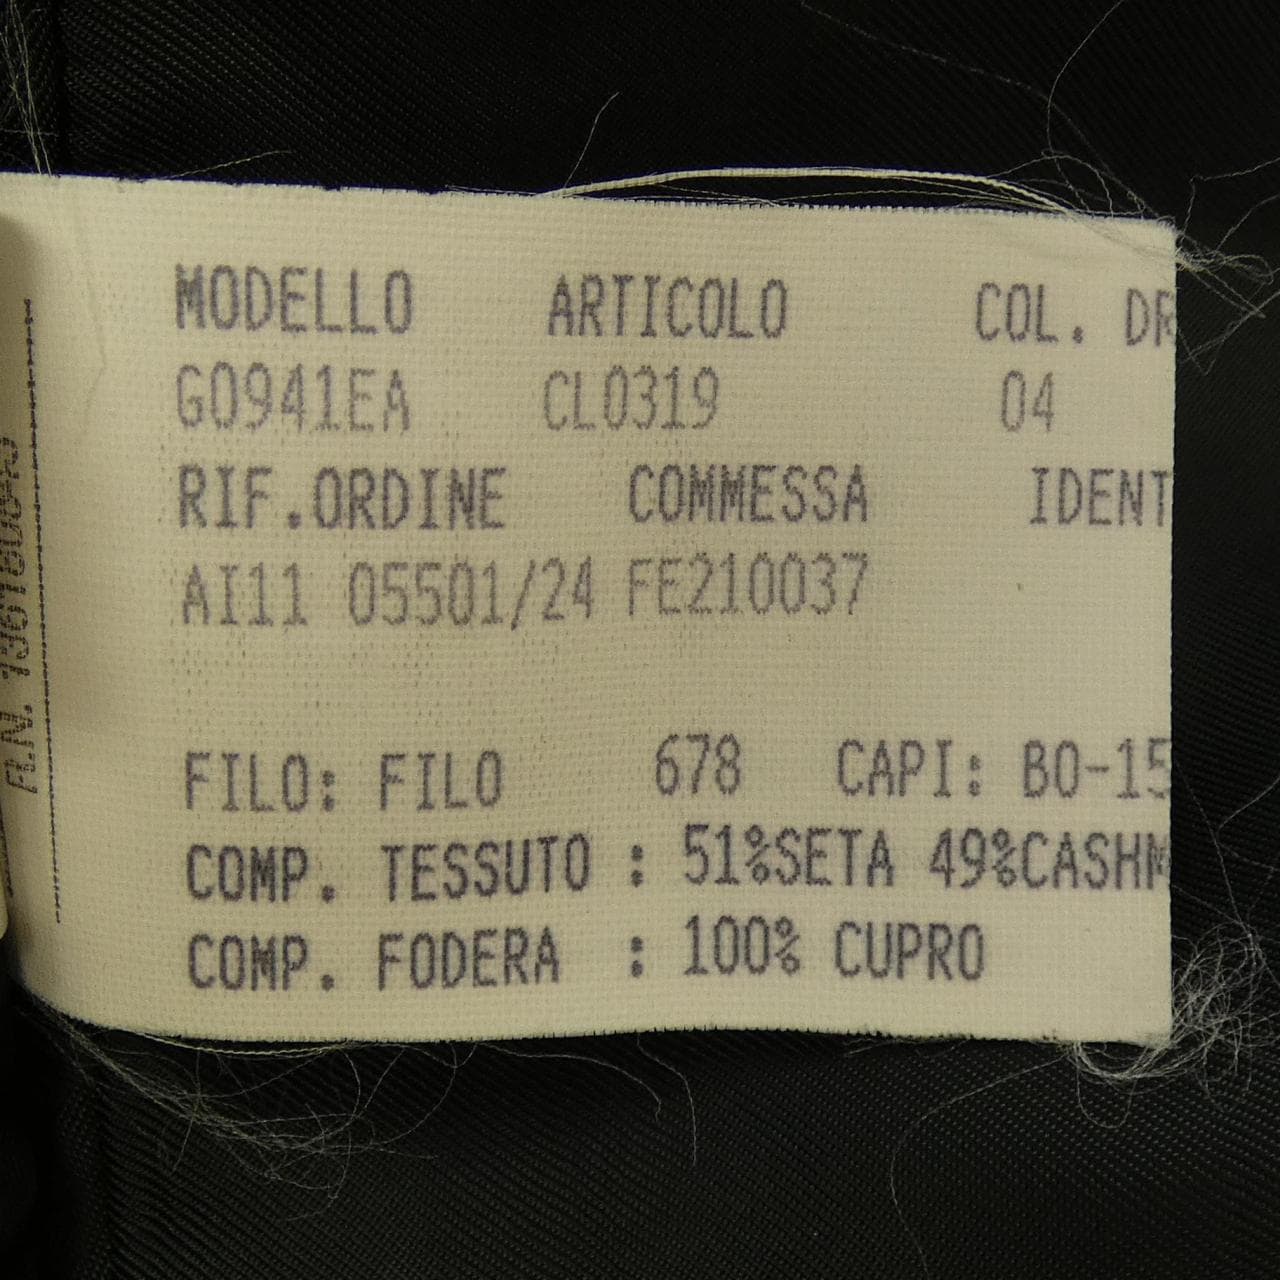 MODELLO ARTICOLO COL. DR
G0941EA CL0319 04
RIF.ORDINE COMMESSA IDENT
AI11 05501/24 FE210037
FILO: FILO 678 CAPI: BO-15
COMP. TESSUTO : 51%SETA 49%CASHM
COMP. FODERA : 100% CUPRO
R.N.